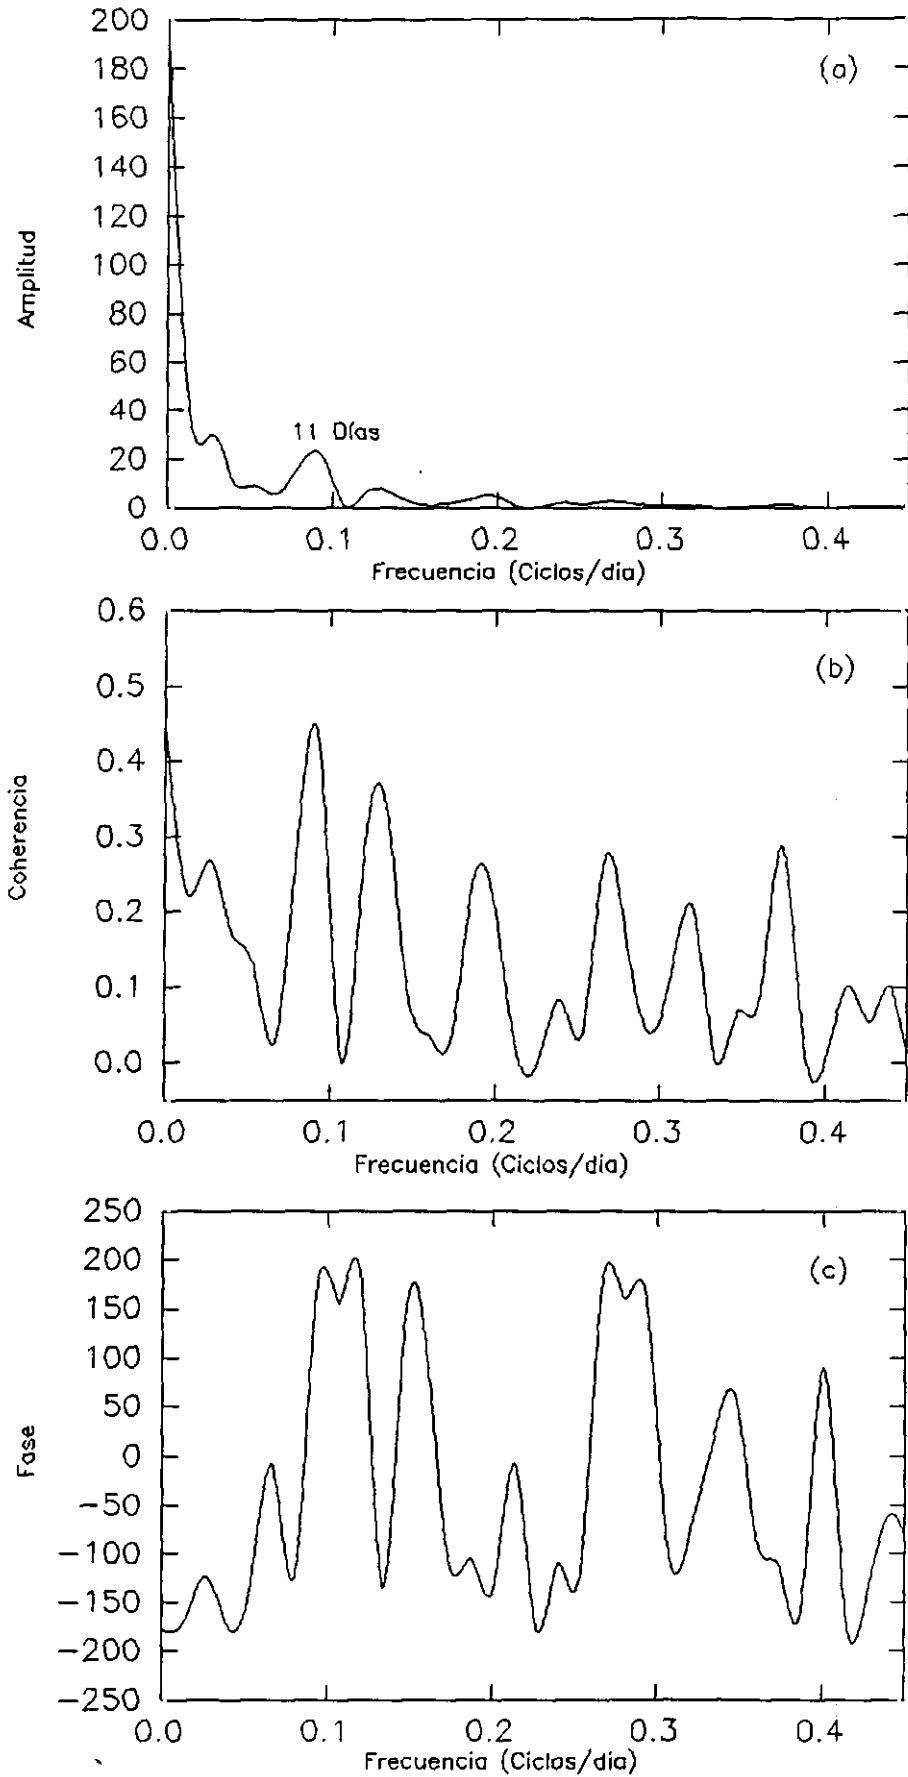 200
180
160
140
120
100
80
60
40
20
0
Amplitud
(a)
11 Días
0.0 0.1 0.2 0.3 0.4
Frecuencia (Ciclos/día)
0.6
0.5
0.4
0.3
0.2
0.1
0.0
Coherencia
(b)
0.0 0.1 0.2 0.3 0.4
Frecuencia (Ciclos/día)
250
200
150
100
50
0
−50
−100
−150
−200
−250
Fase
(c)
0.0 0.1 0.2 0.3 0.4
Frecuencia (Ciclos/día)